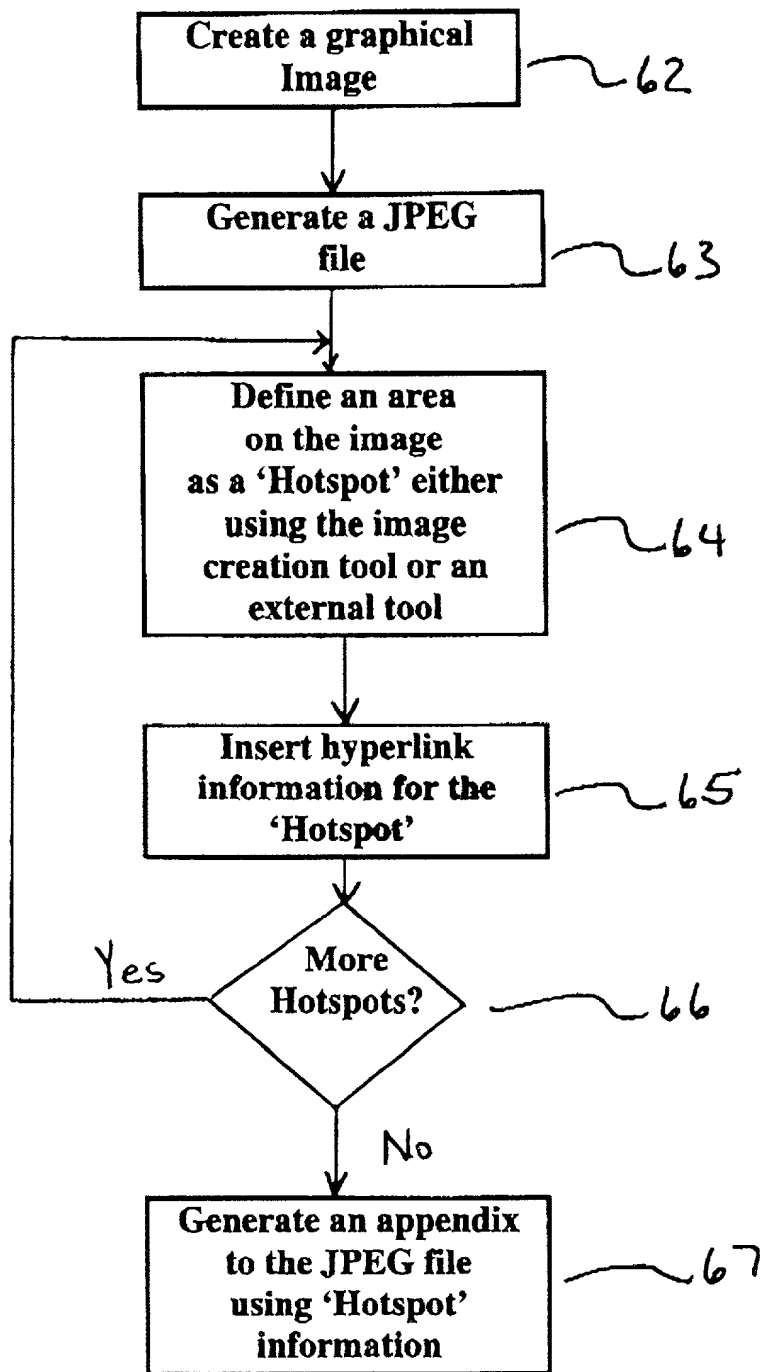 Create a graphical
Image
62
Generate a JPEG
file
63
Define an area
on the image
as a ‘Hotspot’ either
using the image
creation tool or an
external tool
64
Insert hyperlink
information for the
‘Hotspot’
65
More
Hotspots?
66
Yes
No
Generate an appendix
to the JPEG file
using ‘Hotspot’
information
67